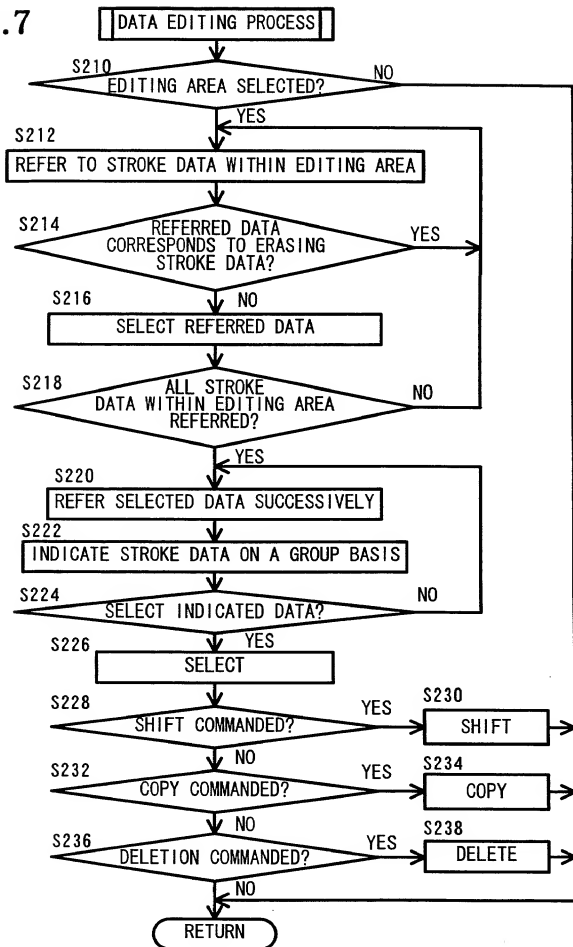 .7
DATA EDITING PROCESS
S210
NO
EDITING AREA SELECTED?
YES
S212
REFER TO STROKE DATA WITHIN EDITING AREA
S214
REFERRED DATA
CORRESPONDS TO ERASING
STROKE DATA?
YES
NO
S216
SELECT REFERRED DATA
S218
ALL STROKE
DATA WITHIN EDITING AREA
REFERRED?
NO
YES
S220
REFER SELECTED DATA SUCCESSIVELY
S222
INDICATE STROKE DATA ON A GROUP BASIS
S224
NO
SELECT INDICATED DATA?
YES
S226
SELECT
S228
SHIFT COMMANDED?
YES
S230
SHIFT
NO
S232
COPY COMMANDED?
YES
S234
COPY
NO
S236
DELETION COMMANDED?
YES
S238
DELETE
NO
RETURN